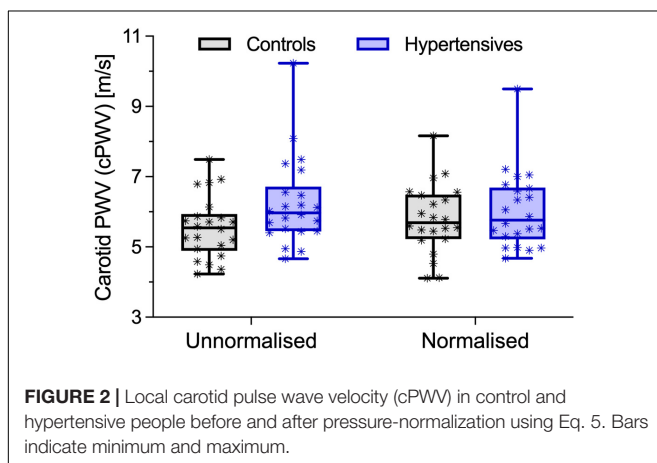 11
Controls Hypertensives
9
7
5
3
Carotid PWV (cPWV) [m/s]
Unnormalised Normalised
FIGURE 2 | Local carotid pulse wave velocity (cPWV) in control and
hypertensive people before and after pressure-normalization using Eq. 5. Bars
indicate minimum and maximum.